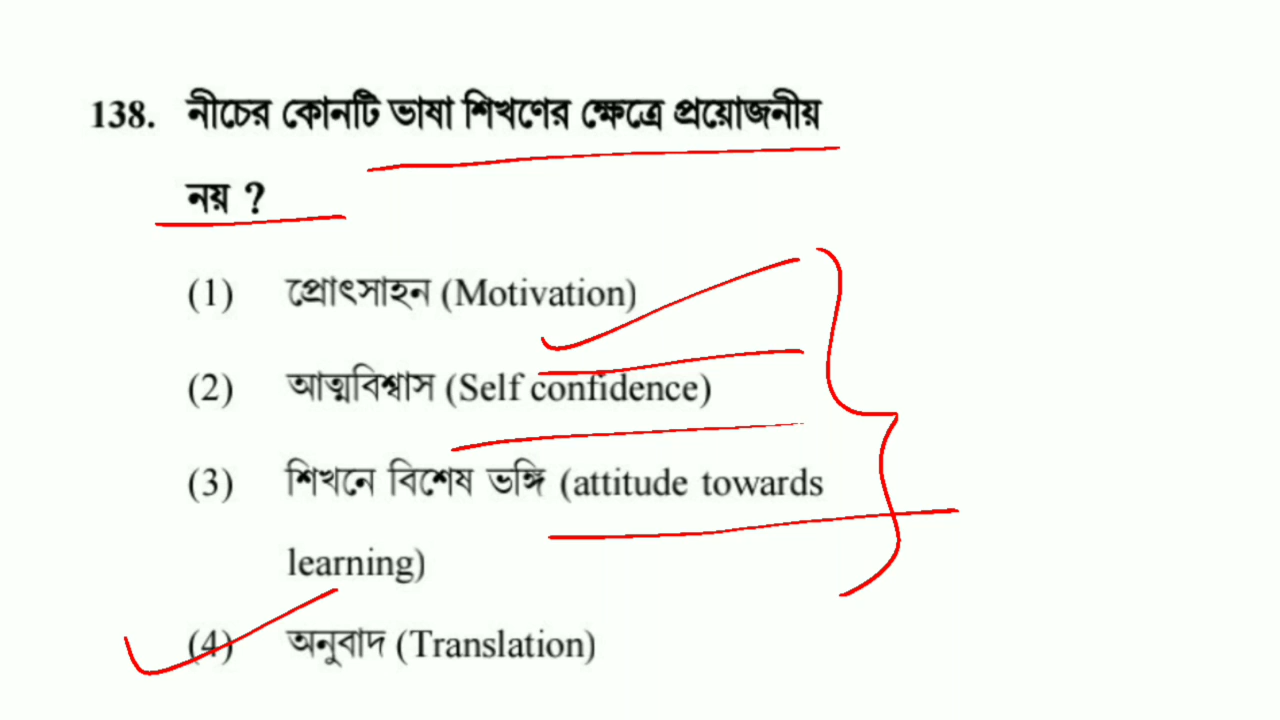 138. নীচের কোনটি ভাষা শিখণের ক্ষেত্রে প্রয়োজনীয়
নয় ?
(1) প্রোৎসাহন (Motivation)
(2) আত্মবিশ্বাস (Self confidence)
(3) শিখনে বিশেষ ভঙ্গি (attitude towards
learning)
(4) অনুবাদ (Translation)